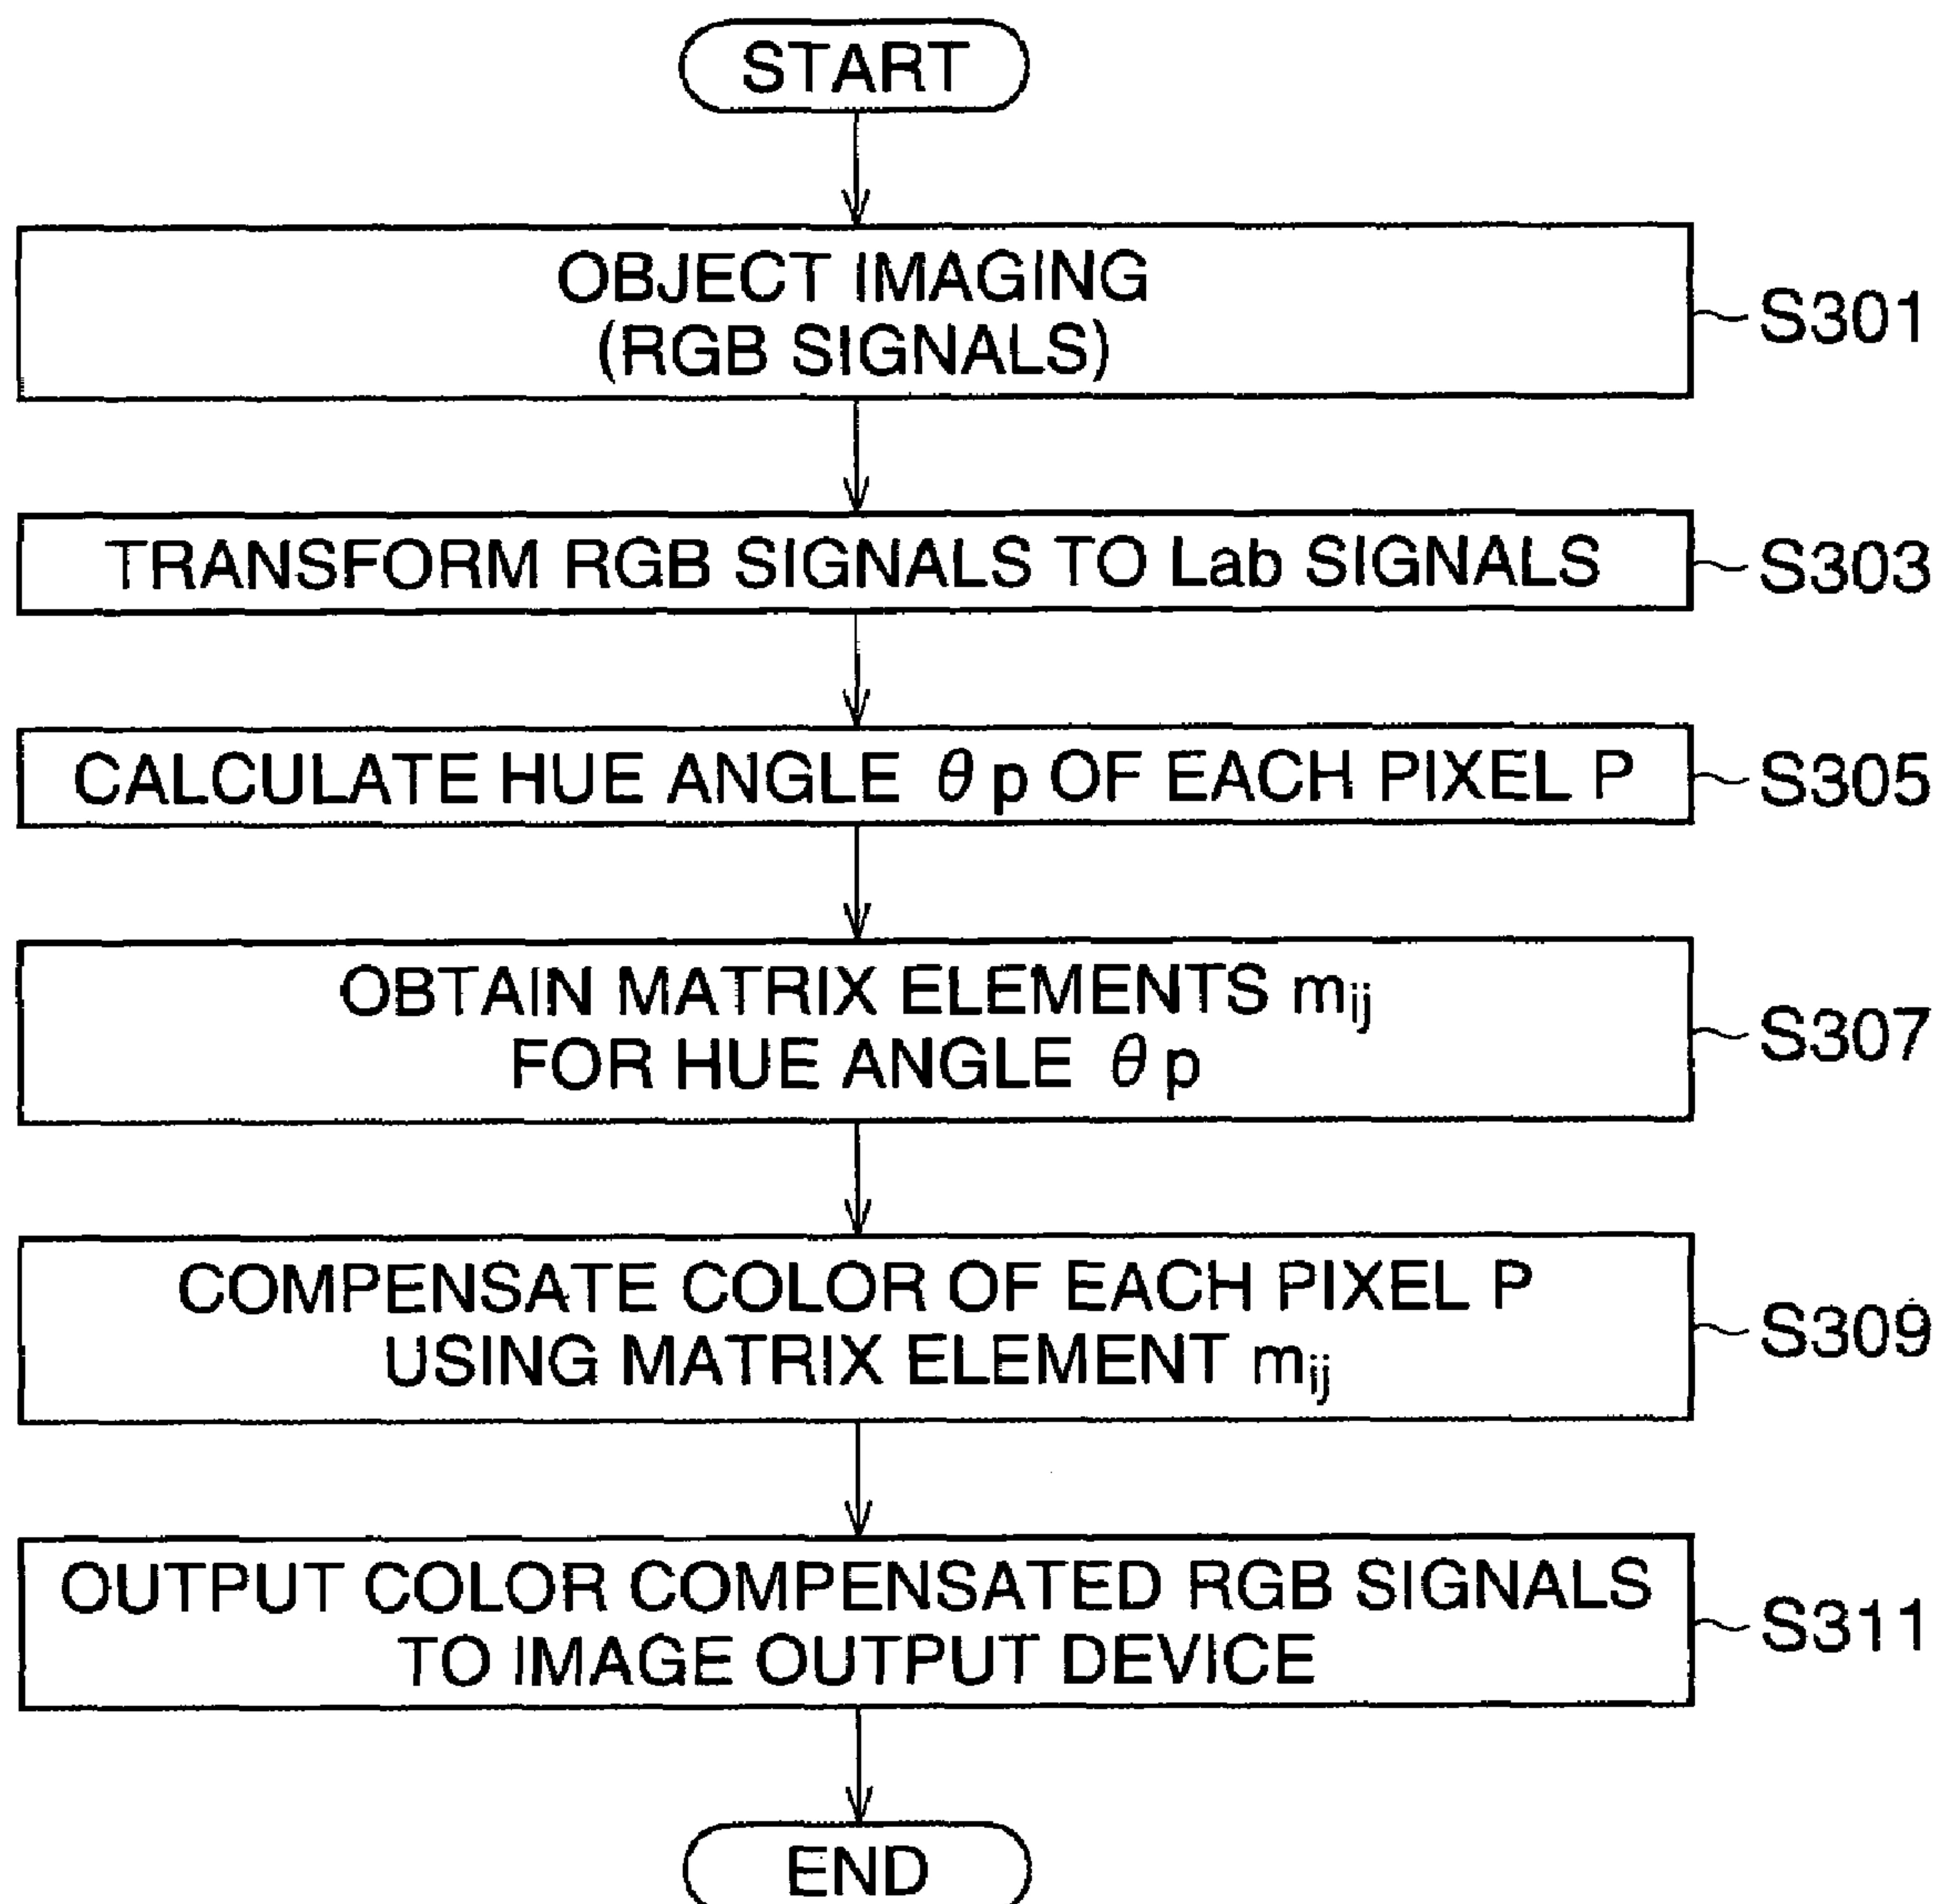 START
OBJECT IMAGING
(RGB SIGNALS)
S301
TRANSFORM RGB SIGNALS TO Lab SIGNALS
S303
CALCULATE HUE ANGLE θp OF EACH PIXEL P
S305
OBTAIN MATRIX ELEMENTS mij
FOR HUE ANGLE θp
S307
COMPENSATE COLOR OF EACH PIXEL P
USING MATRIX ELEMENT mij
S309
OUTPUT COLOR COMPENSATED RGB SIGNALS
TO IMAGE OUTPUT DEVICE
S311
END